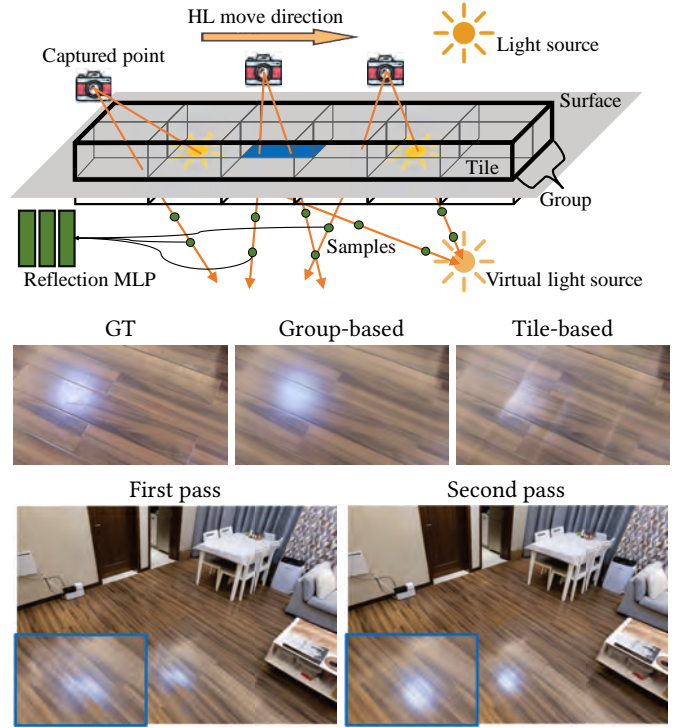 HL move direction
Light source
Captured point
Surface
Tile
Group
Samples
Reflection MLP
Virtual light source
GT Group-based Tile-based
First pass Second pass